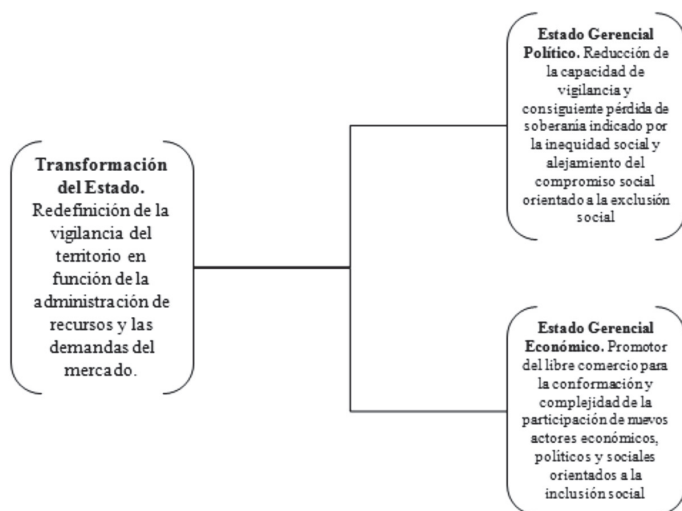 Transformación
del Estado.
Redefinición de la
vigilancia del
territorio en
función de la
administración de
recursos y las
demandas del
mercado.
Estado Gerencial
Político. Reducción de
la capacidad de
vigilancia y
consiguiente pérdida de
soberanía indicado por
la inequidad social y
alejamiento del
compromiso social
orientado a la exclusión
social
Estado Gerencial
Económico. Promotor
del libre comercio para
la conformación y
complejidad de la
participación de nuevos
actores económicos,
políticos y sociales
orientados a la
inclusión social